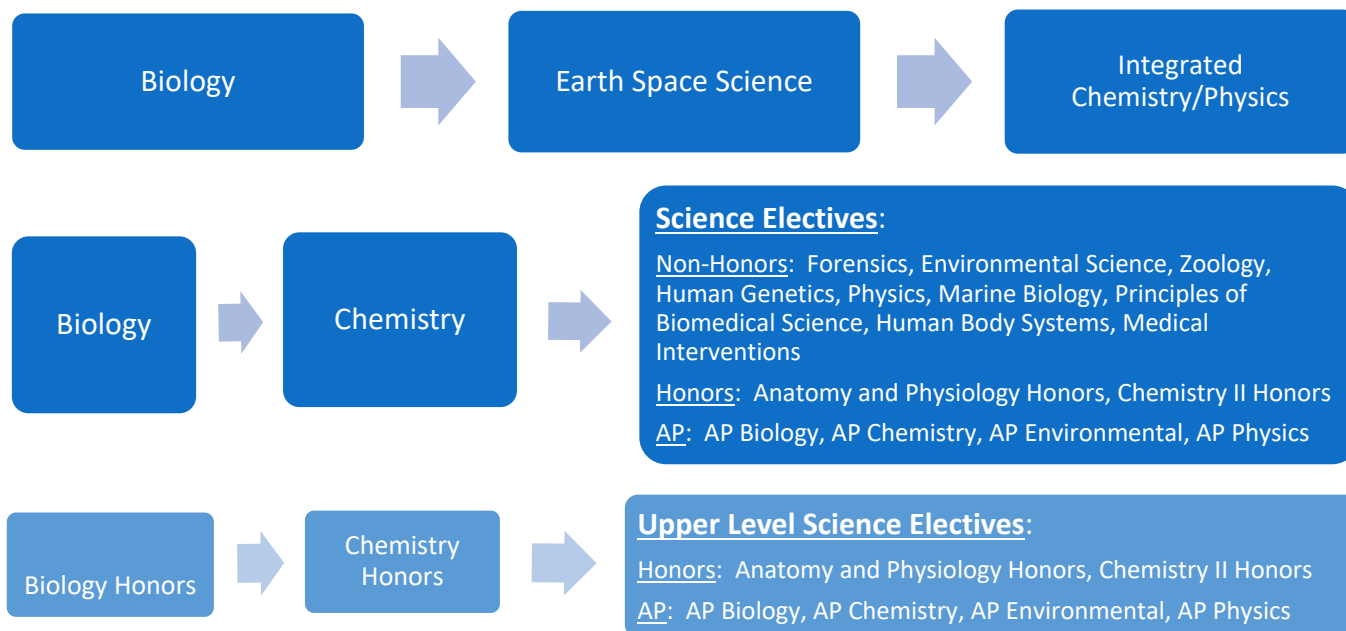 Biology
Earth Space Science
Integrated
Chemistry/Physics
Biology
Chemistry
Science Electives:
Non-Honors: Forensics, Environmental Science, Zoology,
Human Genetics, Physics, Marine Biology, Principles of
Biomedical Science, Human Body Systems, Medical
Interventions
Honors: Anatomy and Physiology Honors, Chemistry II Honors
AP: AP Biology, AP Chemistry, AP Environmental, AP Physics
Biology Honors
Chemistry
Honors
Upper Level Science Electives:
Honors: Anatomy and Physiology Honors, Chemistry II Honors
AP: AP Biology, AP Chemistry, AP Environmental, AP Physics